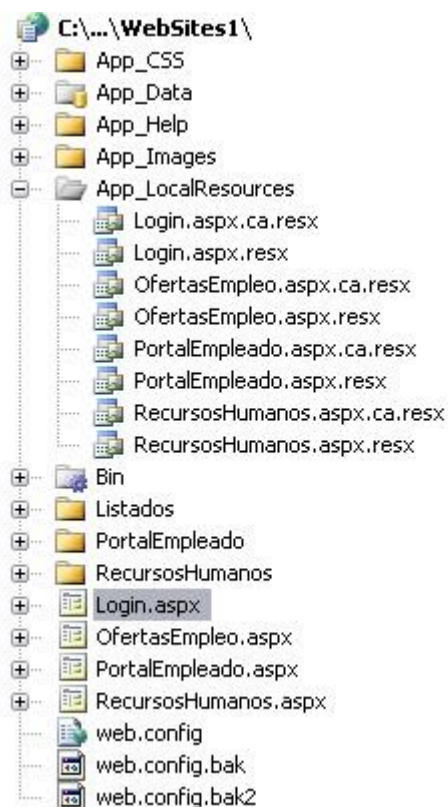 C:\...\WebSites1\
App_CSS
App_Data
App_Help
App_Images
App_LocalResources
Login.aspx.ca.resx
Login.aspx.resx
OfertasEmpleo.aspx.ca.resx
OfertasEmpleo.aspx.resx
PortalEmpleado.aspx.ca.resx
PortalEmpleado.aspx.resx
RecursosHumanos.aspx.ca.resx
RecursosHumanos.aspx.resx
Bin
Listados
PortalEmpleado
RecursosHumanos
Login.aspx
OfertasEmpleo.aspx
PortalEmpleado.aspx
RecursosHumanos.aspx
web.config
web.config.bak
web.config.bak2